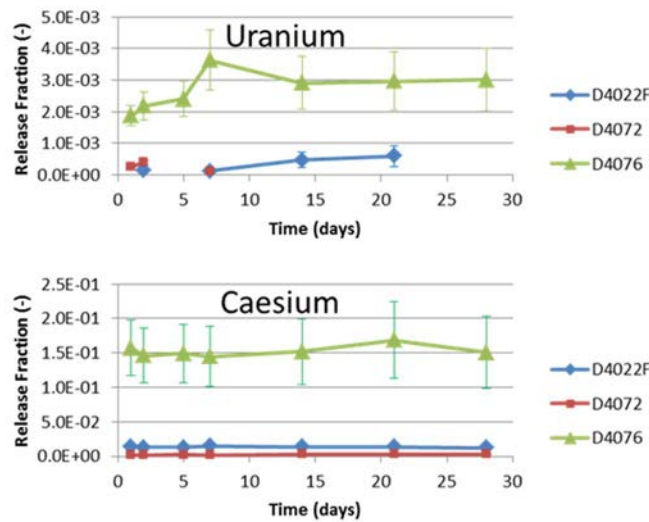 Uranium
Release Fraction (-)
5.0E-03
4.0E-03
3.0E-03
2.0E-03
1.0E-03
0.0E+00
0 5 10 15 20 25 30
Time (days)
D4022F
D4072
D4076
Caesium
Release Fraction (-)
2.5E-01
2.0E-01
1.5E-01
1.0E-01
5.0E-02
0.0E+00
0 5 10 15 20 25 30
Time (days)
D4022F
D4072
D4076